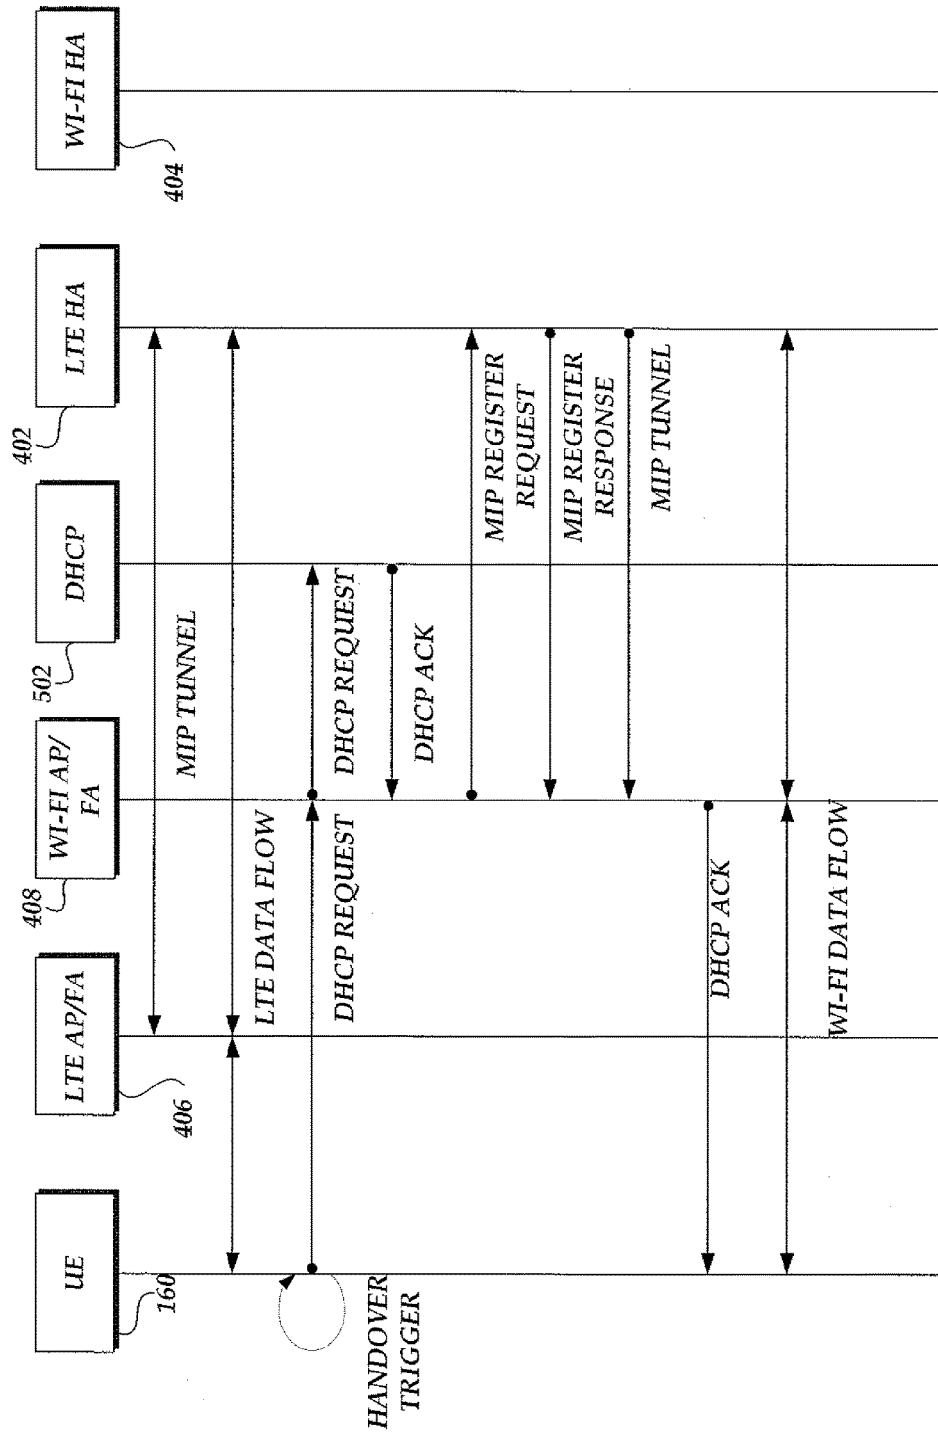 UE
160
LTE AP/FA
406
WI-FI AP/
FA
408
DHCP
502
LTE HA
402
WI-FI HA
404
MIP TUNNEL
LTE DATA FLOW
HANDOVER
TRIGGER
DHCP REQUEST
DHCP REQUEST
DHCP ACK
MIP REGISTER
REQUEST
MIP REGISTER
RESPONSE
MIP TUNNEL
DHCP ACK
WI-FI DATA FLOW